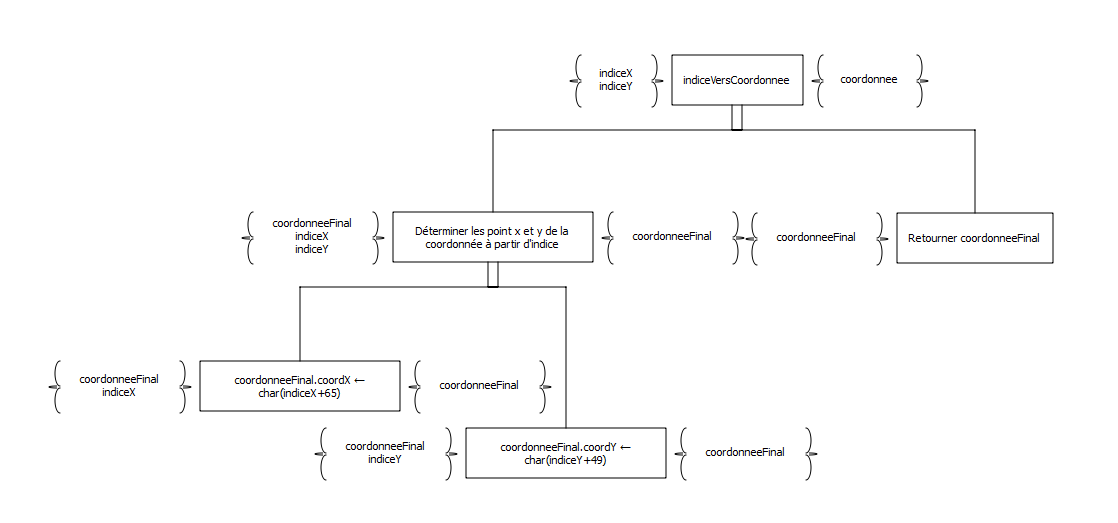 indiceX
indiceY
indiceVersCoordonnee
coordonnee
coordonneeFinal
indiceX
indiceY
Déterminer les point x et y de la
coordonnée à partir d'indice
coordonneeFinal
coordonneeFinal
Retourner coordonneeFinal
coordonneeFinal
indiceX
coordonneeFinal.coordX ←
char(indiceX+65)
coordonneeFinal
coordonneeFinal
indiceY
coordonneeFinal.coordY ←
char(indiceY+49)
coordonneeFinal